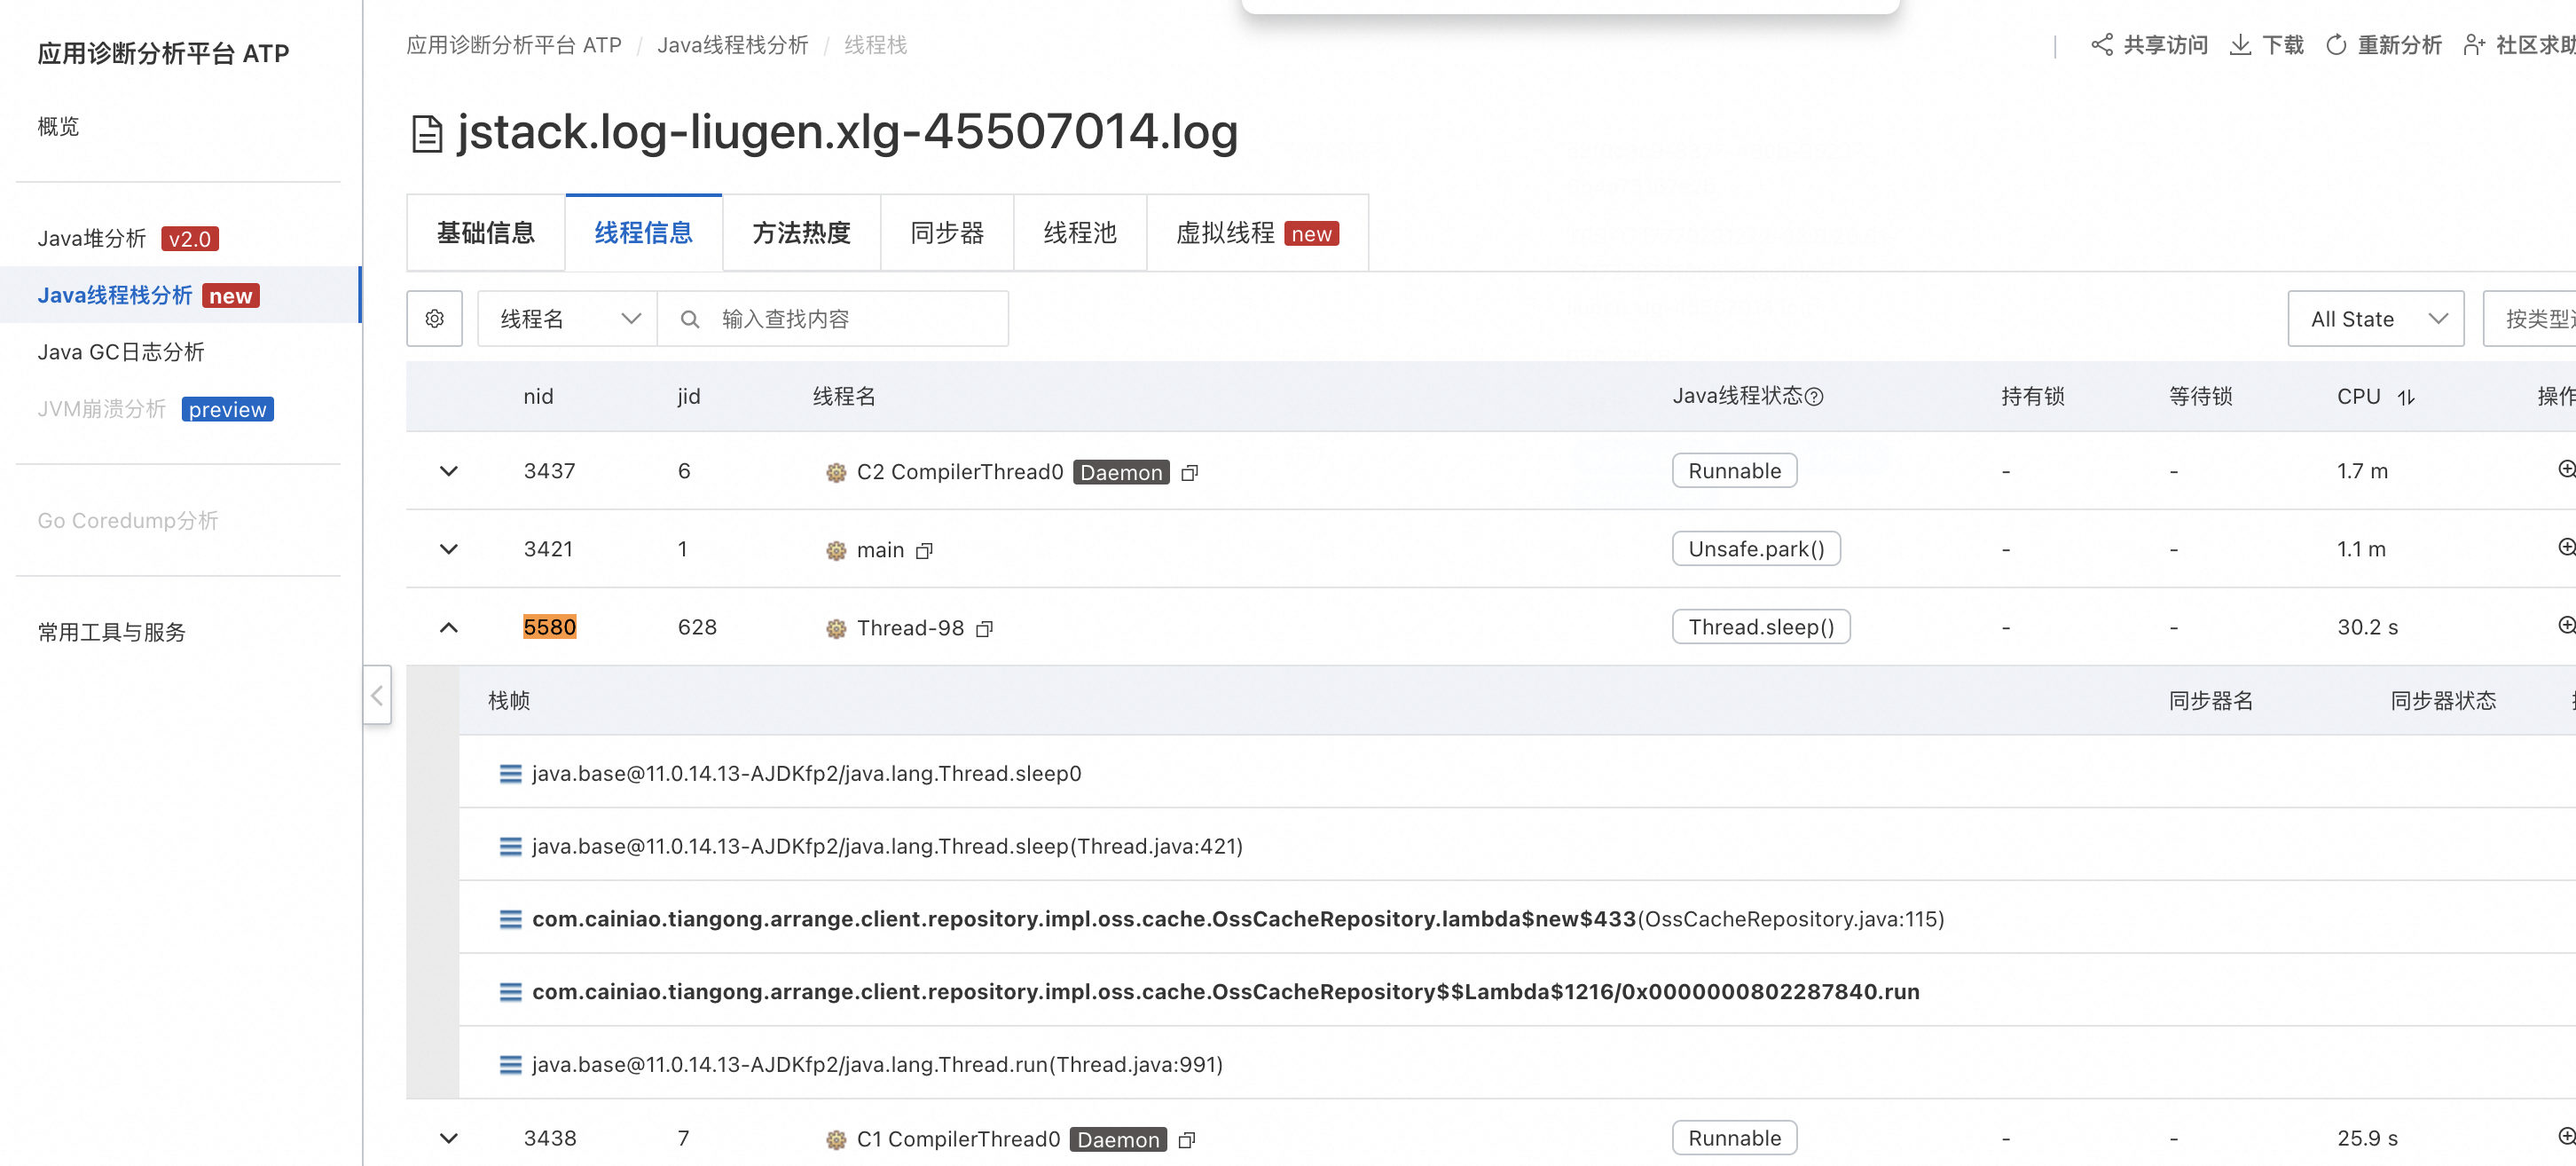 应用诊断分析平台 ATP
概览
Java堆分析 v2.0
Java线程栈分析 new
Java GC日志分析
JVM崩溃分析 preview
Go Coredump分析
常用工具与服务
应用诊断分析平台 ATP / Java线程栈分析 / 线程栈
共享访问 下载 重新分析 社区求助
jstack.log-liugen.xlg-45507014.log
基础信息 线程信息 方法热度 同步器 线程池 虚拟线程 new
线程名 输入查找内容 All State 按类型
nid jid 线程名 Java线程状态 持有锁 等待锁 CPU 操作
3437 6 C2 CompilerThread0 Daemon Runnable - - 1.7 m
3421 1 main Unsafe.park() - - 1.1 m
5580 628 Thread-98 Thread.sleep() - - 30.2 s
栈帧 同步器名 同步器状态
java.base@11.0.14.13-AJDKfp2/java.lang.Thread.sleep0
java.base@11.0.14.13-AJDKfp2/java.lang.Thread.sleep(Thread.java:421)
com.cainiao.tiangong.arrange.client.repository.impl.oss.cache.OssCacheRepository.lambda$new$433(OssCacheRepository.java:115)
com.cainiao.tiangong.arrange.client.repository.impl.oss.cache.OssCacheRepository$$Lambda$1216/0x0000000802287840.run
java.base@11.0.14.13-AJDKfp2/java.lang.Thread.run(Thread.java:991)
3438 7 C1 CompilerThread0 Daemon Runnable - - 25.9 s